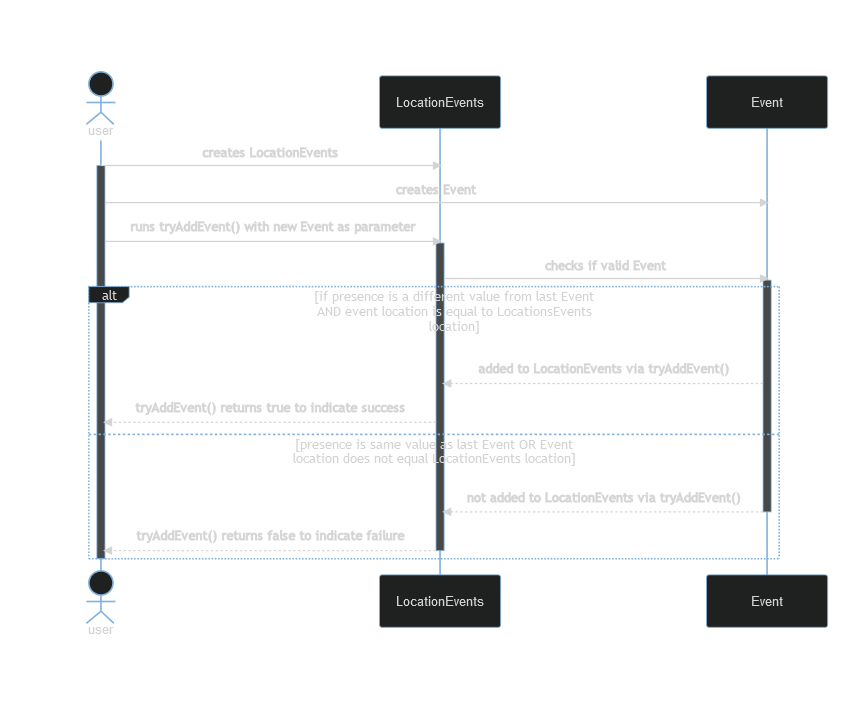 LocationEvents
Event
user
creates LocationEvents
creates Event
runs tryAddEvent() with new Event as parameter
checks if valid Event
alt
[if presence is a different value from last Event
AND event location is equal to LocationsEvents
location]
added to LocationEvents via tryAddEvent()
tryAddEvent() returns true to indicate success
[presence is same value as last Event OR Event
location does not equal LocationEvents location]
not added to LocationEvents via tryAddEvent()
tryAddEvent() returns false to indicate failure
LocationEvents
Event
user